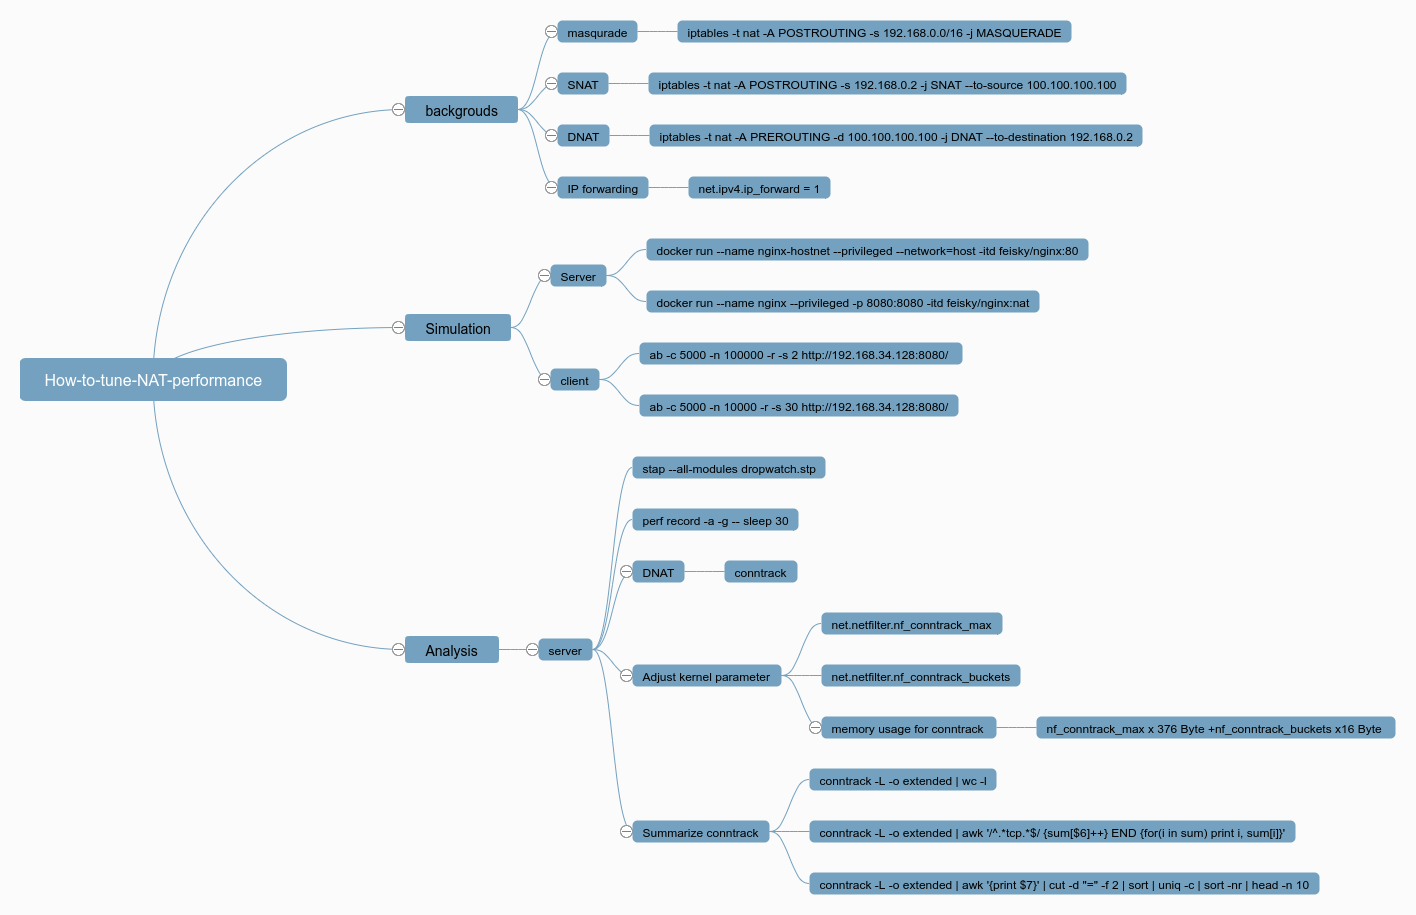 masqurade
iptables -t nat -A POSTROUTING -s 192.168.0.0/16 -j MASQUERADE
SNAT
iptables -t nat -A POSTROUTING -s 192.168.0.2 -j SNAT --to-source 100.100.100.100
backgrouds
DNAT
iptables -t nat -A PREROUTING -d 100.100.100.100 -j DNAT --to-destination 192.168.0.2
IP forwarding
net.ipv4.ip_forward = 1
docker run --name nginx-hostnet --privileged --network=host -itd feisky/nginx:80
Server
docker run --name nginx --privileged -p 8080:8080 -itd feisky/nginx:nat
Simulation
ab -c 5000 -n 100000 -r -s 2 http://192.168.34.128:8080/
client
ab -c 5000 -n 10000 -r -s 30 http://192.168.34.128:8080/
How-to-tune-NAT-performance
stap --all-modules dropwatch.stp
perf record -a -g -- sleep 30
DNAT
conntrack
Analysis
server
net.netfilter.nf_conntrack_max
Adjust kernel parameter
net.netfilter.nf_conntrack_buckets
memory usage for conntrack
nf_conntrack_max x 376 Byte +nf_conntrack_buckets x16 Byte
conntrack -L -o extended | wc -l
Summarize conntrack
conntrack -L -o extended | awk '/^.*tcp.*$/ {sum[$6]++} END {for(i in sum) print i, sum[i]}'
conntrack -L -o extended | awk '{print $7}' | cut -d "=" -f 2 | sort | uniq -c | sort -nr | head -n 10